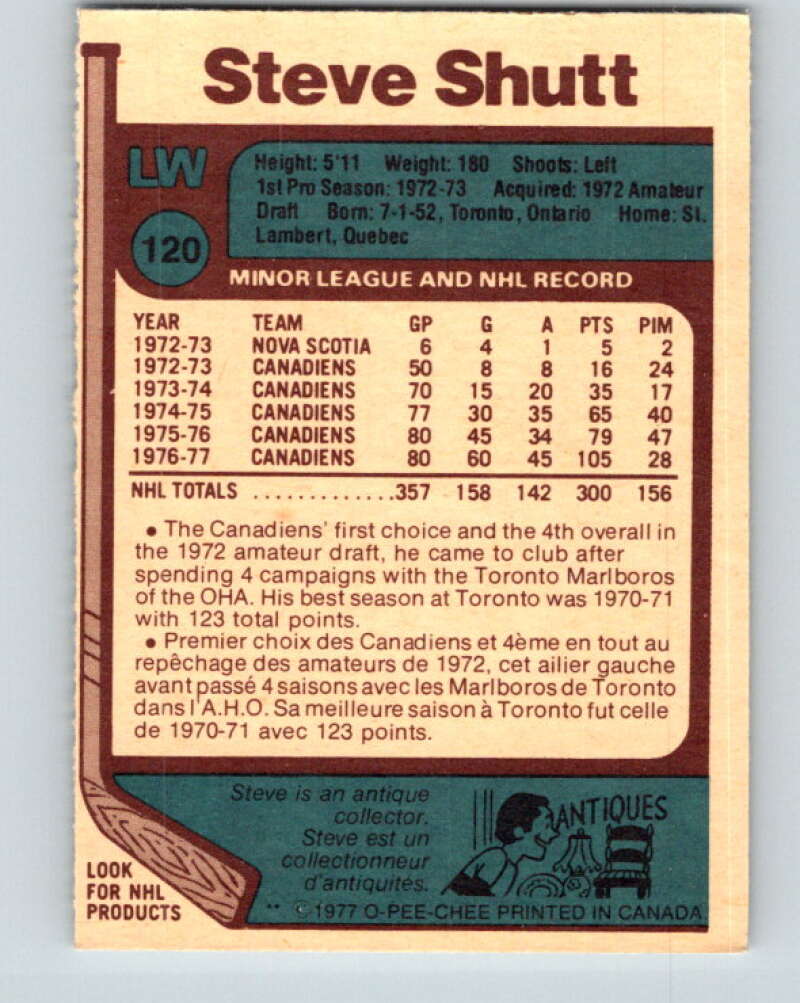 Steve Shutt
LW
120
Height: 5'11 Weight: 180 Shoots: Left
1st Pro Season: 1972-73 Acquired: 1972 Amateur
Draft Born: 7-1-52, Toronto, Ontario Home: St.
Lambert, Quebec
MINOR LEAGUE AND NHL RECORD
YEAR TEAM GP G A PTS PIM
1972-73 NOVA SCOTIA 6 4 1 5 2
1972-73 CANADIENS 50 8 8 16 24
1973-74 CANADIENS 70 15 20 35 17
1974-75 CANADIENS 77 30 35 65 40
1975-76 CANADIENS 80 45 34 79 47
1976-77 CANADIENS 80 60 45 105 28
NHL TOTALS .............357 158 142 300 156
• The Canadiens' first choice and the 4th overall in
the 1972 amateur draft, he came to club after
spending 4 campaigns with the Toronto Marlboros
of the OHA. His best season at Toronto was 1970-71
with 123 total points.
• Premier choix des Canadiens et 4ème en tout au
repêchage des amateurs de 1972, cet ailier gauche
avant passé 4 saisons avec les Marlboros de Toronto
dans l'A.H.O. Sa meilleure saison à Toronto fut celle
de 1970-71 avec 123 points.
Steve is an antique
collector.
Steve est un
collectionneur
d'antiquités.
ANTIQUES
LOOK
FOR NHL
PRODUCTS
** © 1977 O-PEE-CHEE PRINTED IN CANADA